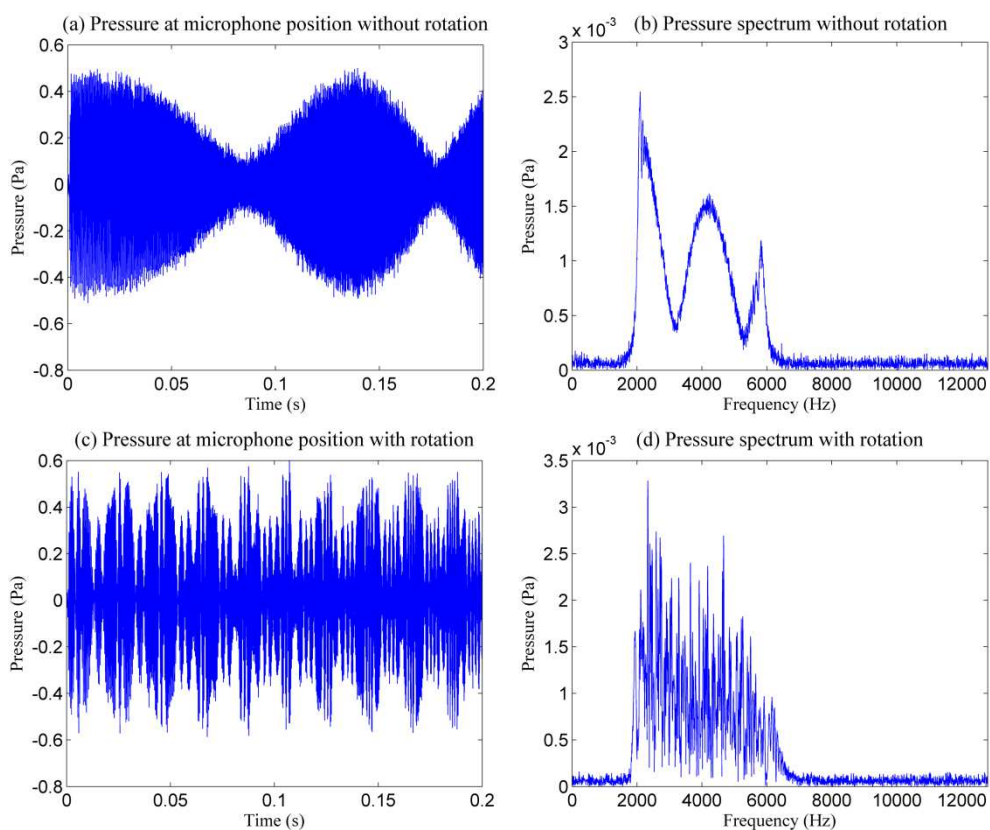 (a) Pressure at microphone position without rotation
0.6
0.4
0.2
0
-0.2
-0.4
-0.6
-0.8
Pressure (Pa)
0 0.05 0.1 0.15 0.2
Time (s)
(b) Pressure spectrum without rotation
x 10⁻³
3
2.5
2
1.5
1
0.5
0
Pressure (Pa)
0 2000 4000 6000 8000 10000 12000
Frequency (Hz)
(c) Pressure at microphone position with rotation
0.6
0.4
0.2
0
-0.2
-0.4
-0.6
-0.8
Pressure (Pa)
0 0.05 0.1 0.15 0.2
Time (s)
(d) Pressure spectrum with rotation
x 10⁻³
3.5
3
2.5
2
1.5
1
0.5
0
Pressure (Pa)
0 2000 4000 6000 8000 10000 12000
Frequency (Hz)